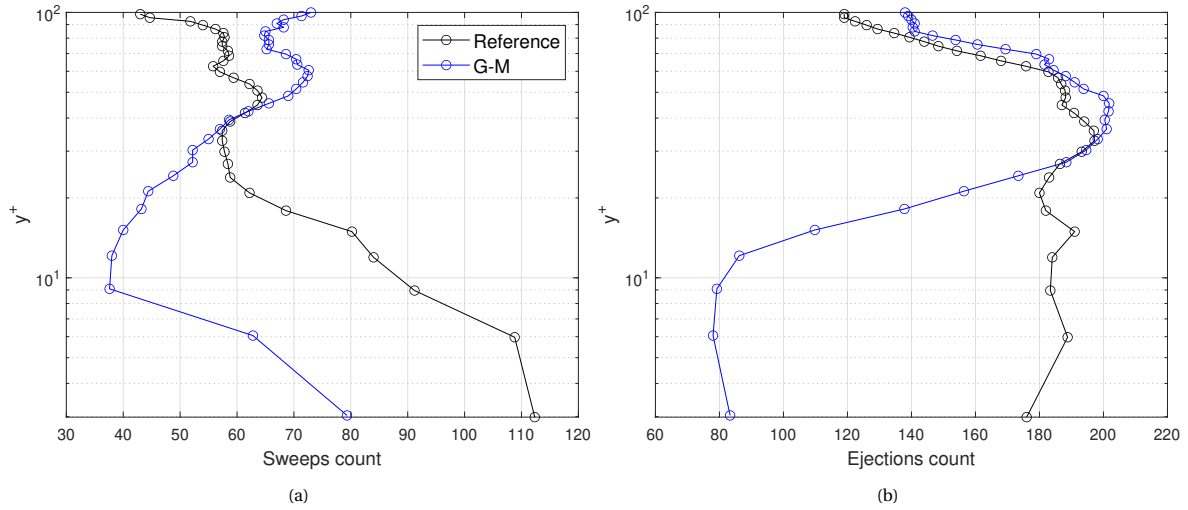 10^2
10^1
y^+
30 40 50 60 70 80 90 100 110 120
Sweeps count
Reference
G-M
(a)
10^2
10^1
y^+
60 80 100 120 140 160 180 200 220
Ejections count
(b)